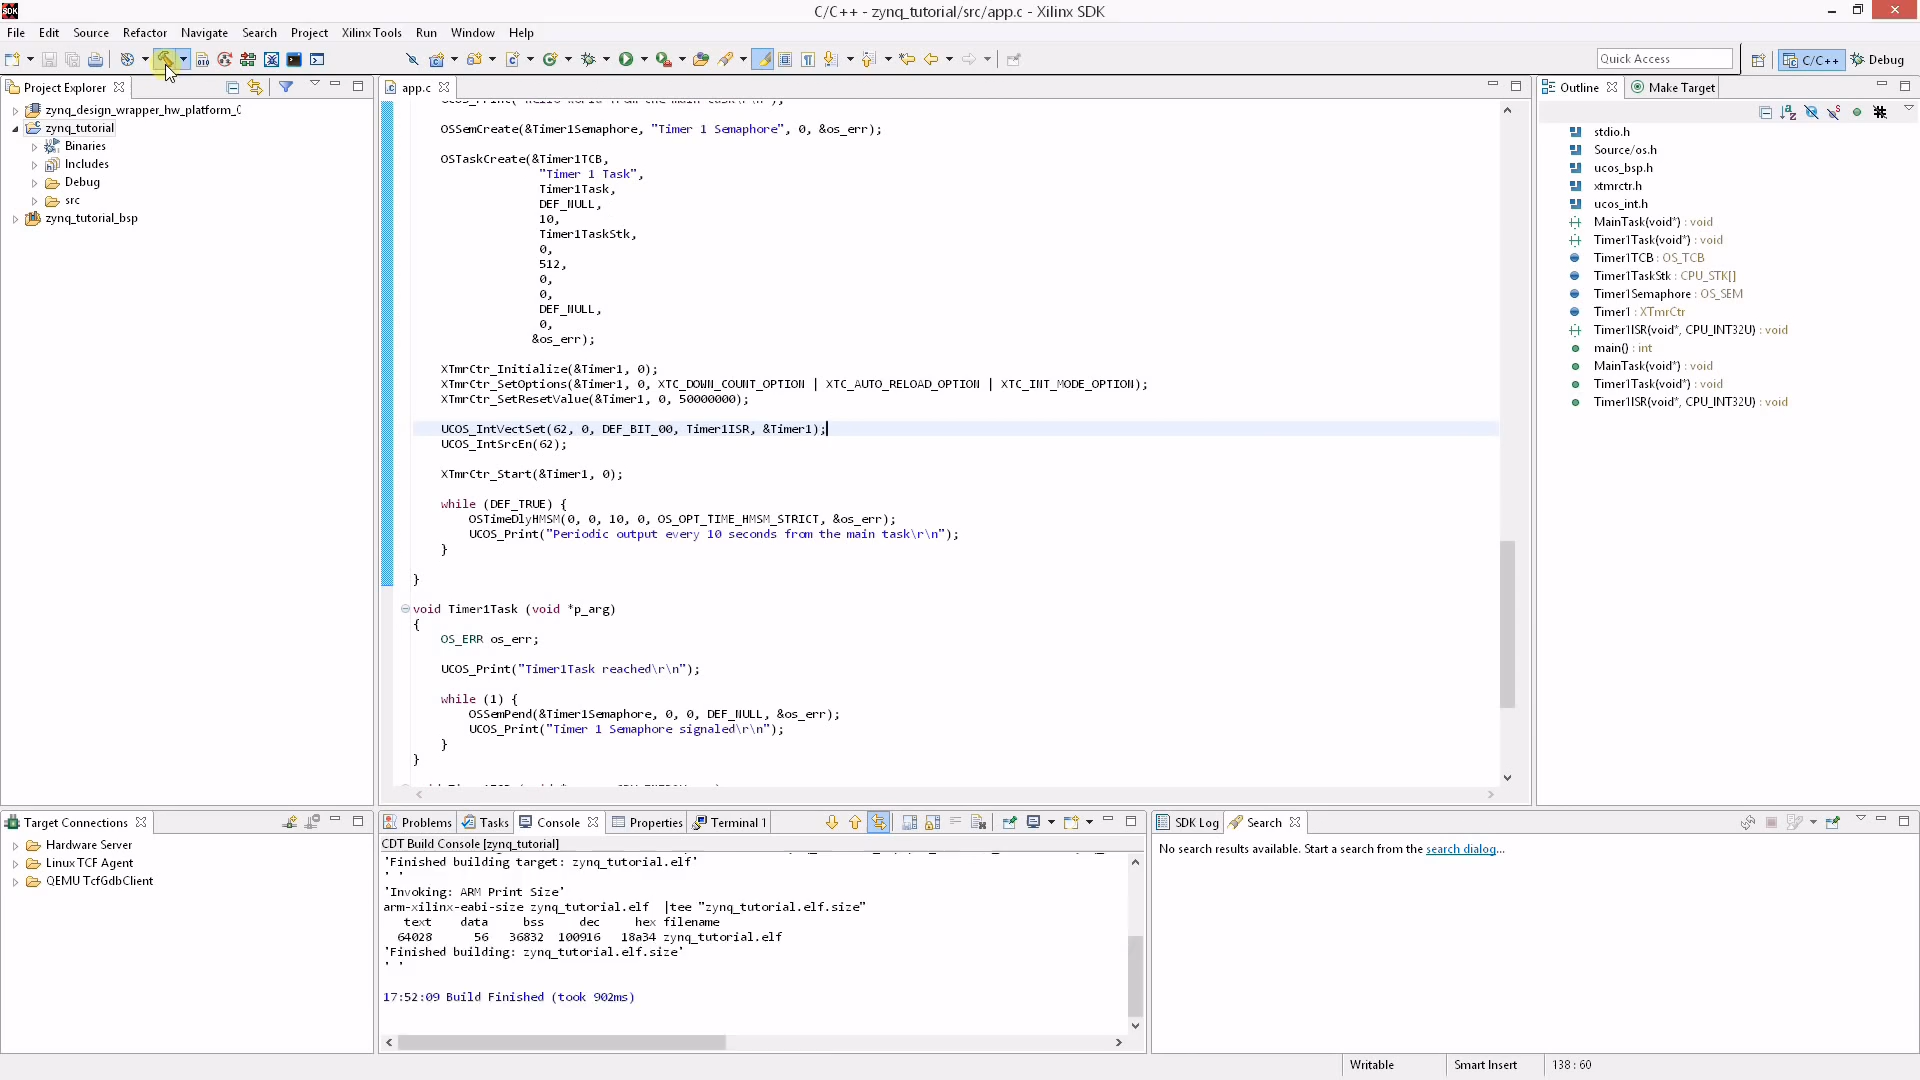 SDK
C/C++ - zynq_tutorial/src/app.c - Xilinx SDK
File Edit Source Refactor Navigate Search Project Xilinx Tools Run Window Help
Quick Access
C/C++
Debug
Project Explorer
zynq_design_wrapper_hw_platform_
zynq_tutorial
Binaries
Includes
Debug
src
zynq_tutorial_bsp
app.c
OSSemCreate(&Timer1Semaphore, "Timer 1 Semaphore", 0, &os_err);
OSTaskCreate(&Timer1TCB,
"Timer 1 Task",
Timer1Task,
DEF_NULL,
10,
Timer1TaskStk,
0,
512,
0,
0,
DEF_NULL,
0,
&os_err);
XTmrCtr_Initialize(&Timer1, 0);
XTmrCtr_SetOptions(&Timer1, 0, XTC_DOWN_COUNT_OPTION | XTC_AUTO_RELOAD_OPTION | XTC_INT_MODE_OPTION);
XTmrCtr_SetResetValue(&Timer1, 0, 50000000);
UCOS_IntVectSet(62, 0, DEF_BIT_00, Timer1ISR, &Timer1);
UCOS_IntSrcEn(62);
XTmrCtr_Start(&Timer1, 0);
while (DEF_TRUE) {
OSTimeDlyHMSM(0, 0, 10, 0, OS_OPT_TIME_HMSM_STRICT, &os_err);
UCOS_Print("Periodic output every 10 seconds from the main task\r\n");
}
}
void Timer1Task (void *p_arg)
{
OS_ERR os_err;
UCOS_Print("Timer1Task reached\r\n");
while (1) {
OSSemPend(&Timer1Semaphore, 0, 0, DEF_NULL, &os_err);
UCOS_Print("Timer 1 Semaphore signaled\r\n");
}
}
Outline
Make Target
stdio.h
Source/os.h
ucos_bsp.h
xtmrctr.h
ucos_int.h
MainTask(void*) : void
Timer1Task(void*) : void
Timer1TCB : OS_TCB
Timer1TaskStk : CPU_STK[]
Timer1Semaphore : OS_SEM
Timer1 : XTmrCtr
Timer1ISR(void*, CPU_INT32U) : void
main() : int
MainTask(void*) : void
Timer1Task(void*) : void
Timer1ISR(void*, CPU_INT32U) : void
Target Connections
Hardware Server
Linux TCF Agent
QEMU TcfGdbClient
Problems Tasks Console Properties Terminal 1
CDT Build Console [zynq_tutorial]
'Finished building target: zynq_tutorial.elf'
' '
'Invoking: ARM Print Size'
arm-xilinx-eabi-size zynq_tutorial.elf |tee "zynq_tutorial.elf.size"
text data bss dec hex filename
64028 56 36832 100916 18a34 zynq_tutorial.elf
'Finished building: zynq_tutorial.elf.size'
' '
17:52:09 Build Finished (took 902ms)
SDK Log
Search
No search results available. Start a search from the search dialog...
Writable
Smart Insert
138 : 60